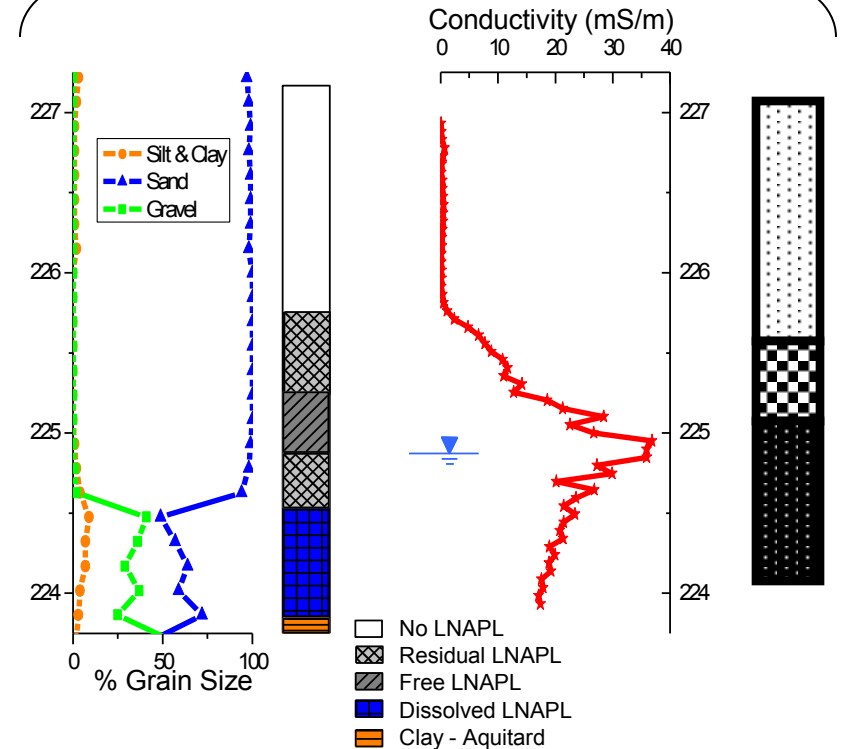 Conductivity (mS/m)
0 10 20 30 40
227
226
225
224
Silt & Clay
Sand
Gravel
227
226
225
224
0 50 100
% Grain Size
No LNAPL
Residual LNAPL
Free LNAPL
Dissolved LNAPL
Clay - Aquitard